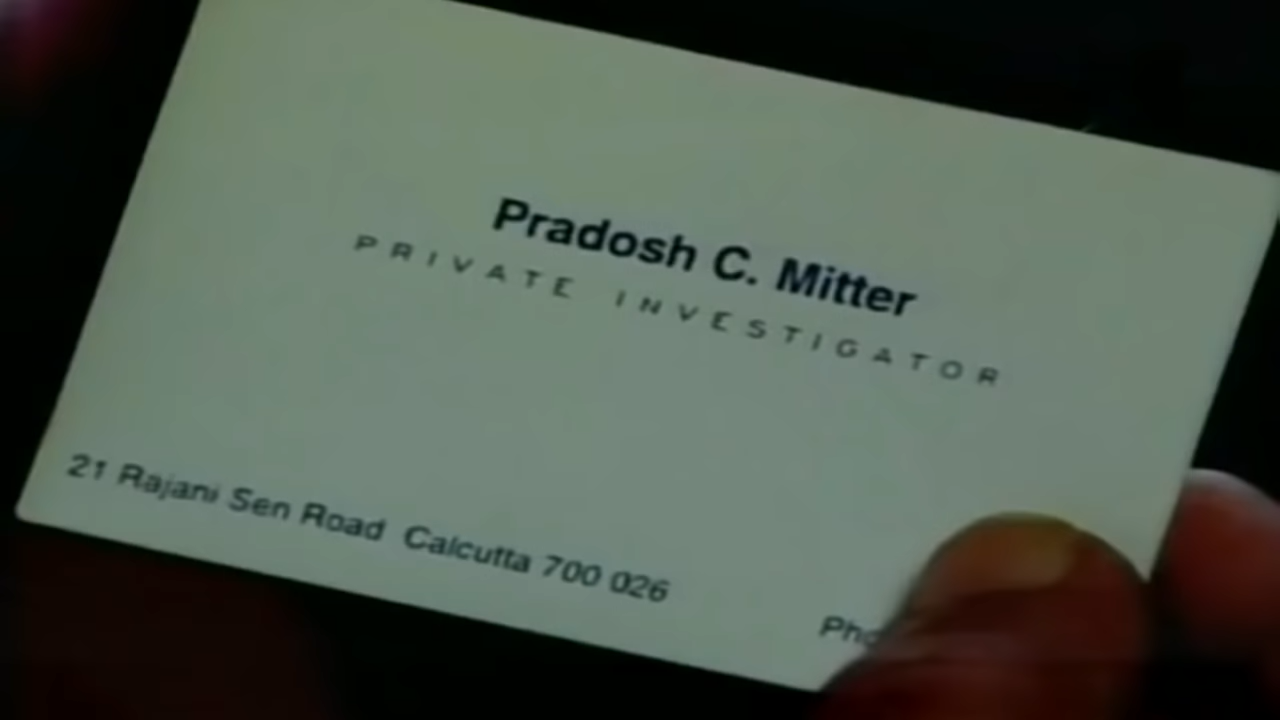 Pradosh C. Mitter
PRIVATE INVESTIGATOR
21 Rajani Sen Road Calcutta 700 026